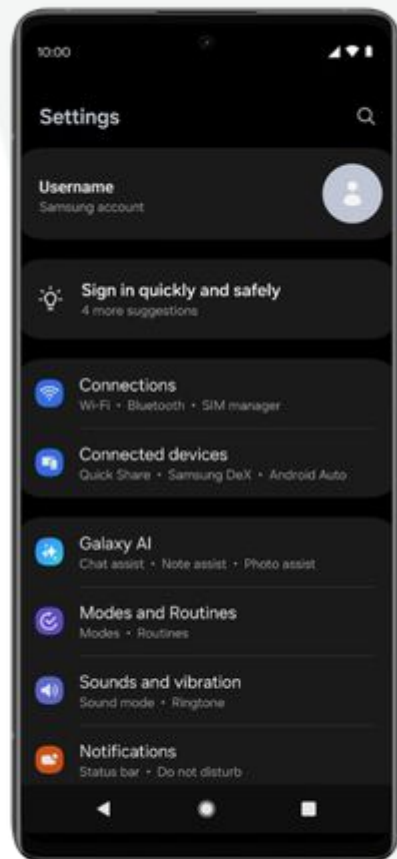 10:00
Settings
Username
Samsung account
Sign in quickly and safely
4 more suggestions
Connections
Wi-Fi • Bluetooth • SIM manager
Connected devices
Quick Share • Samsung DeX • Android Auto
Galaxy AI
Chat assist • Note assist • Photo assist
Modes and Routines
Modes • Routines
Sounds and vibration
Sound mode • Ringtone
Notifications
Status bar • Do not disturb